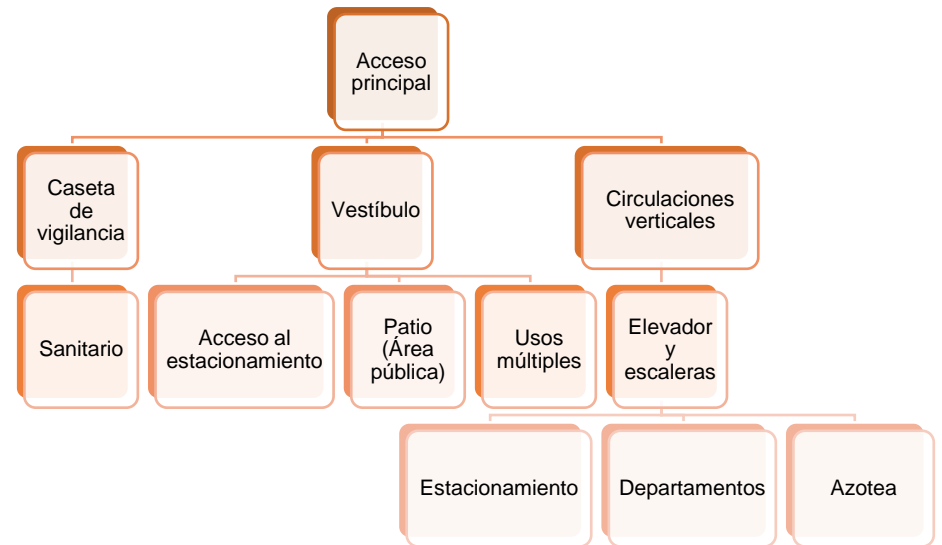 Acceso
principal
Caseta
de
vigilancia
Vestíbulo
Circulaciones
verticales
Sanitario
Acceso al
estacionamiento
Patio
(Área
pública)
Usos
múltiples
Elevador
y
escaleras
Estacionamiento
Departamentos
Azotea